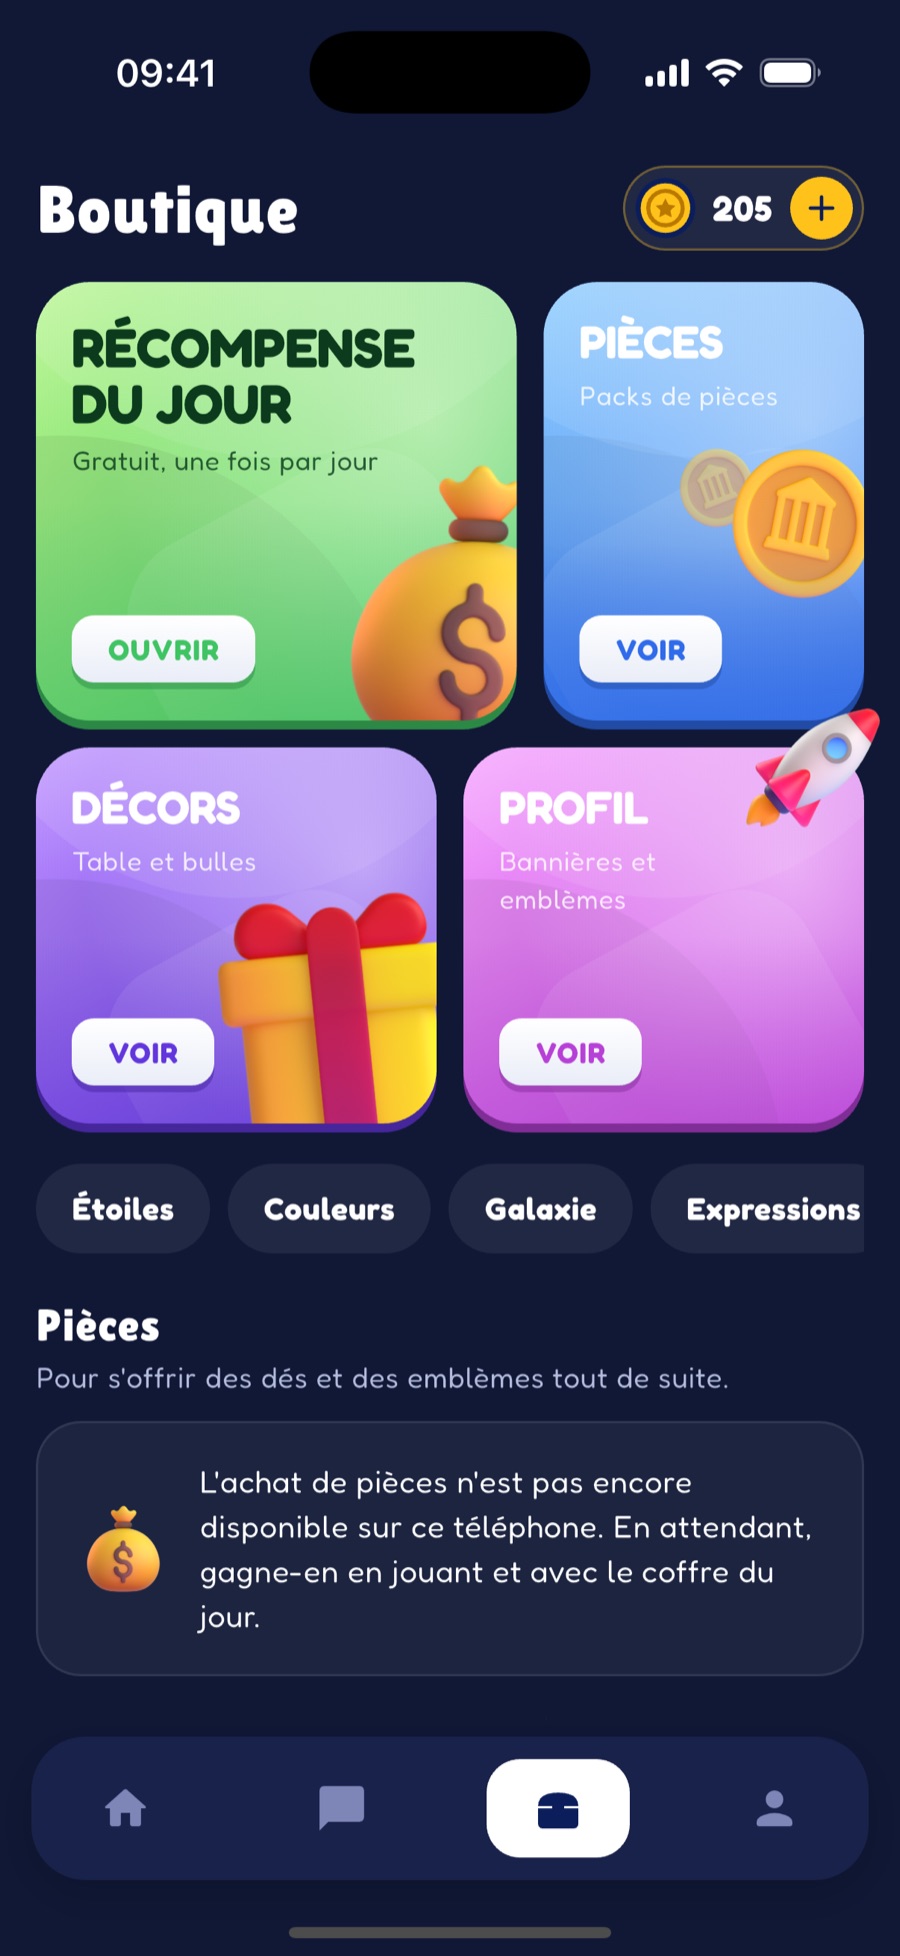 09:41
Boutique
205
RÉCOMPENSE
DU JOUR
Gratuit, une fois par jour
OUVRIR
PIÈCES
Packs de pièces
VOIR
DÉCORS
Table et bulles
VOIR
PROFIL
Bannières et
emblèmes
VOIR
Étoiles
Couleurs
Galaxie
Expressions
Pièces
Pour s'offrir des dés et des emblèmes tout de suite.
L'achat de pièces n'est pas encore
disponible sur ce téléphone. En attendant,
gagne-en en jouant et avec le coffre du
jour.